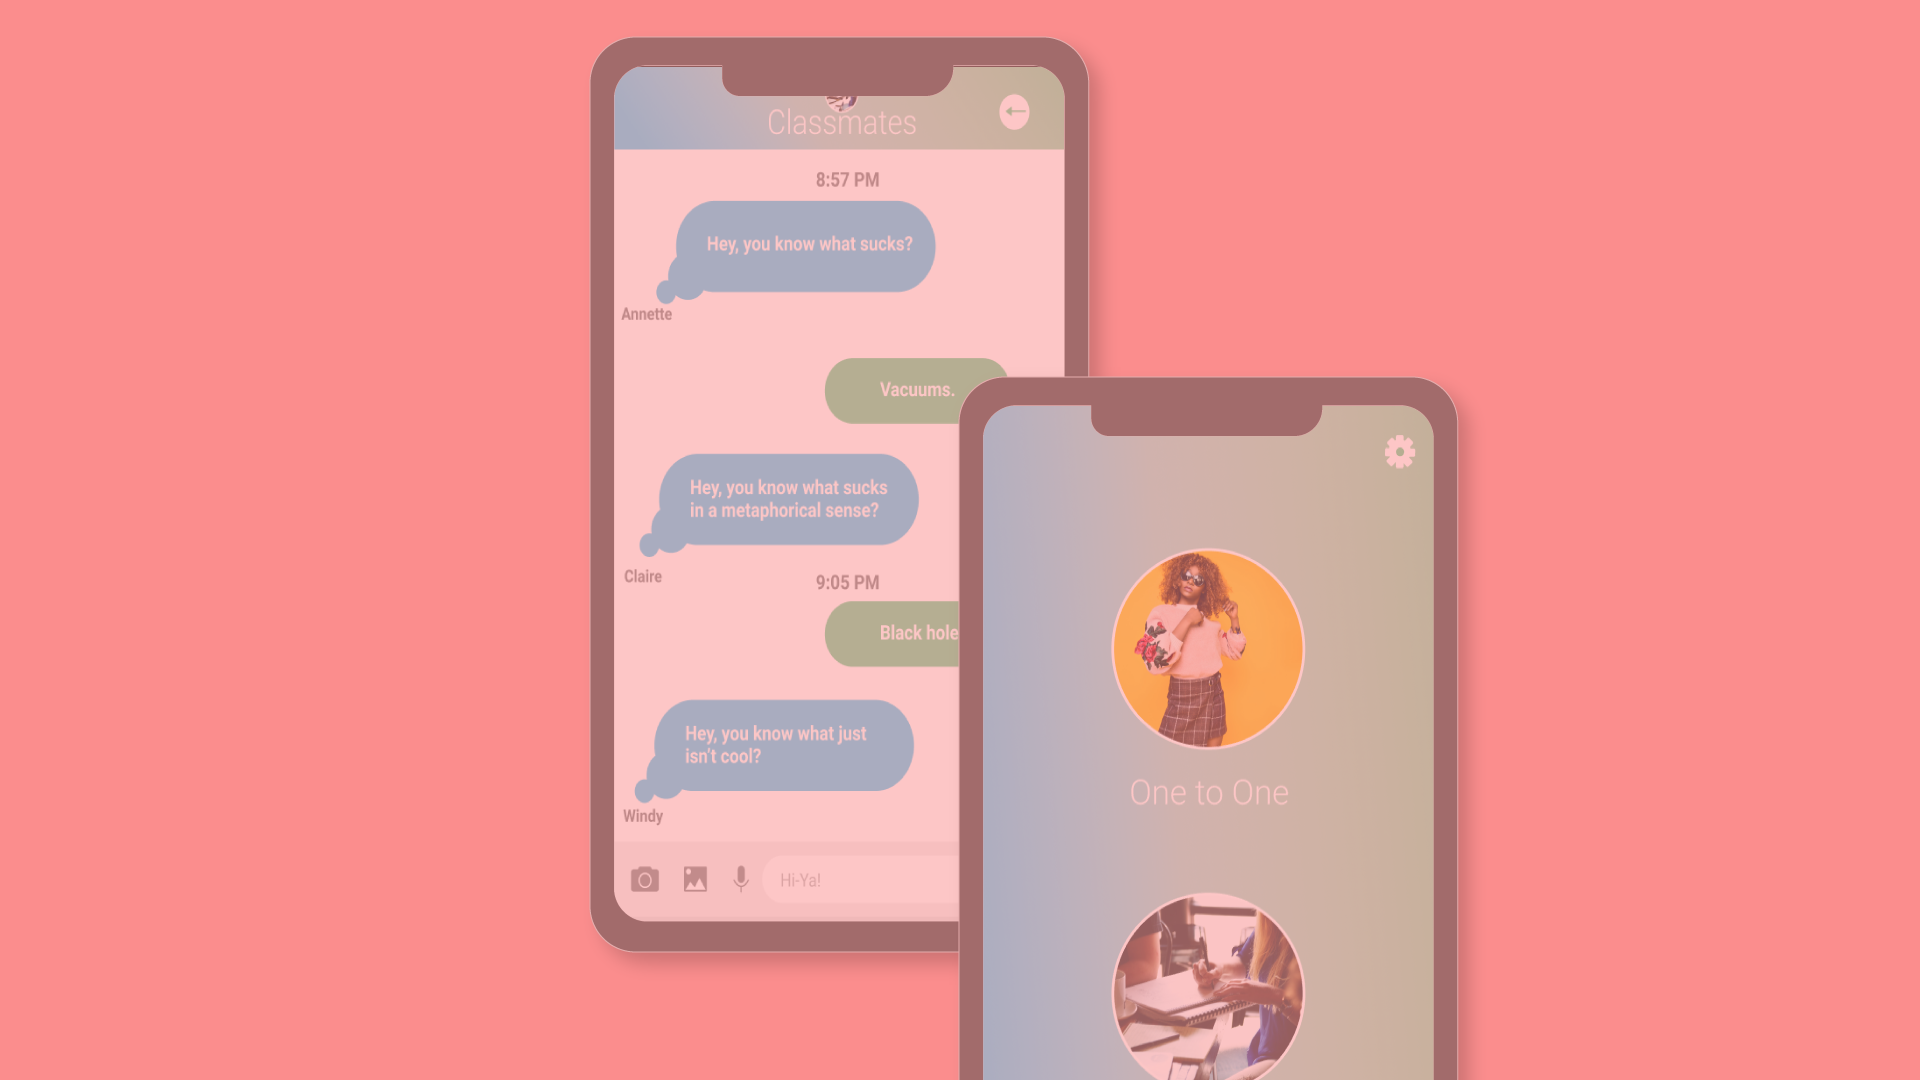 Classmates
8:57 PM
Hey, you know what sucks?
Annette
Vacuums.
Hey, you know what sucks
in a metaphorical sense?
Claire
9:05 PM
Black hole
Hey, you know what just
isn't cool?
Windy
Hi-Ya!
One to One